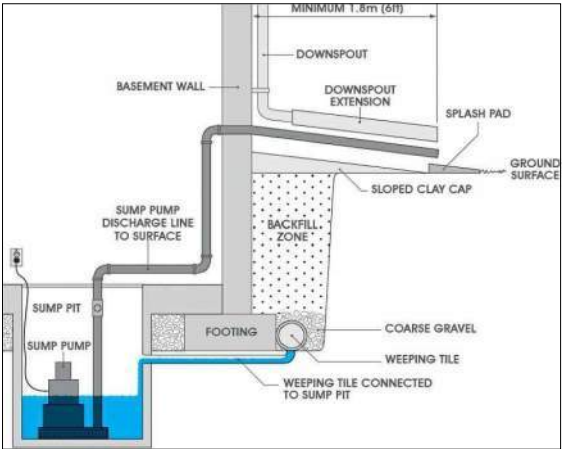 MINIMUM 1.8m (6ft)
DOWNSPOUT
BASEMENT WALL
DOWNSPOUT
EXTENSION
SPLASH PAD
GROUND
SURFACE
SLOPED CLAY CAP
SUMP PUMP
DISCHARGE LINE
TO SURFACE
BACKFILL
ZONE
SUMP PIT
FOOTING
COARSE GRAVEL
SUMP PUMP
WEEPING TILE
WEEPING TILE CONNECTED
TO SUMP PIT